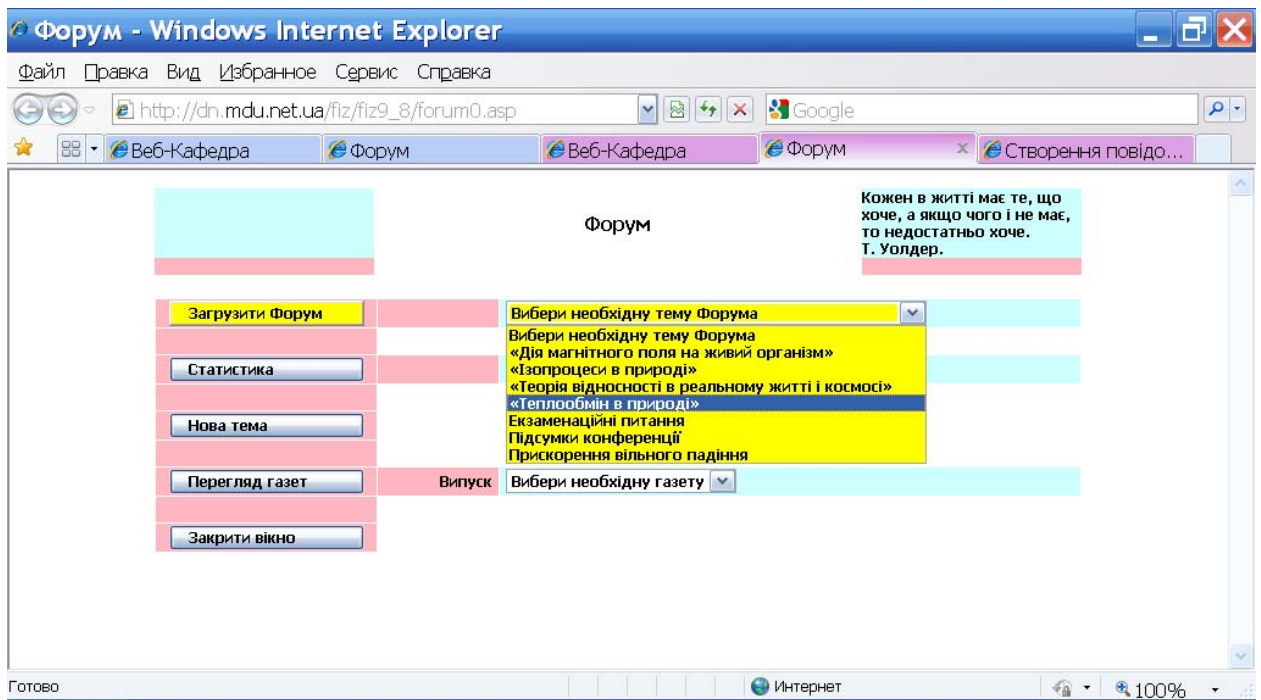 Форум - Windows Internet Explorer
Файл Правка Вид Избранное Сервис Справка
http://dn.mdu.net.ua/fiz/fiz9_8/forum0.asp Google
Веб-Кафедра Форум Веб-Кафедра Форум Створення повідо...
Форум
Кожен в житті має те, що
хоче, а якщо чого і не має,
то недостатньо хоче.
Т. Уолдер.
Загрузити Форум Вибери необхідну тему Форума
Вибери необхідну тему Форума
«Дія магнітного поля на живий організм»
«Ізопроцеси в природі»
Статистика
«Теорія відносності в реальному житті і космосі»
«Теплообмін в природі»
Екзаменаційні питання
Нова тема
Підсумки конференції
Прискорення вільного падіння
Перегляд газет Випуск Вибери необхідну газету
Закрити вікно
Готово Интернет 100%